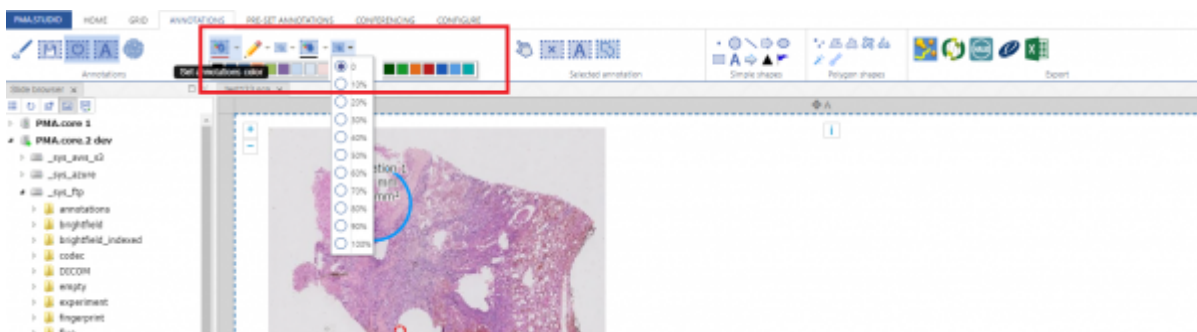 PMA.STUDIO HOME GRID ANNOTATIONS PRE-SET ANNOTATIONS CONFERENCING CONFIGURE
Annotations
Selected annotation
Simple shapes
Polygon shapes
Export
Set annotations color
Slide browser
A
PMA.core 1
PMA.core.2 dev
_sys_aws_s3
_sys_azure
_sys_ftp
annotations
brightfield
brightfield_indexed
codec
DICOM
empty
experiment
fingerprint
0
10%
20%
30%
40%
50%
60%
70%
80%
90%
100%
mm
mm²